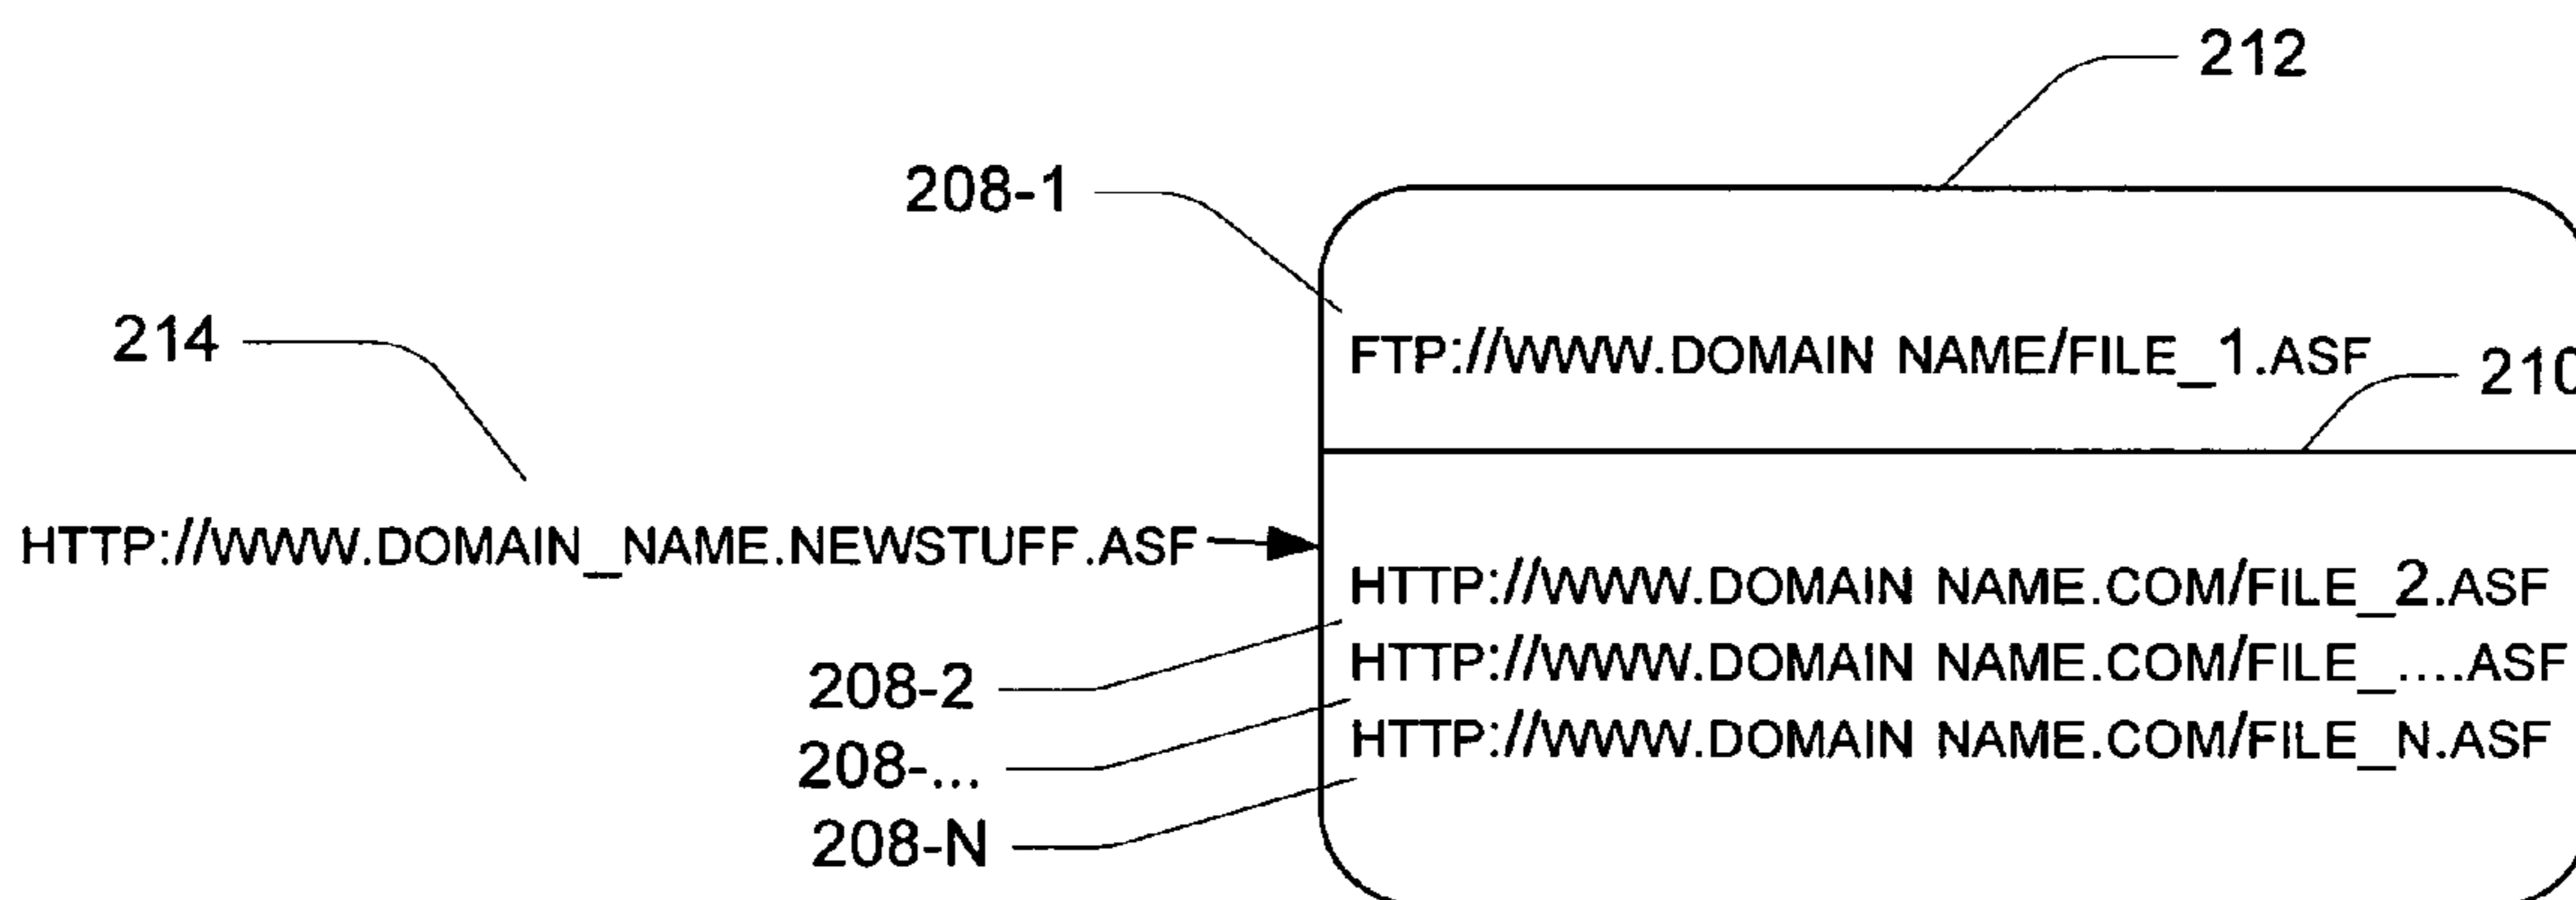 212
208-1
214
FTP://WWW.DOMAIN NAME/FILE_1.ASF
210
HTTP://WWW.DOMAIN_NAME.NEWSTUFF.ASF
HTTP://WWW.DOMAIN NAME.COM/FILE_2.ASF
208-2
HTTP://WWW.DOMAIN NAME.COM/FILE_....ASF
208-...
HTTP://WWW.DOMAIN NAME.COM/FILE_N.ASF
208-N